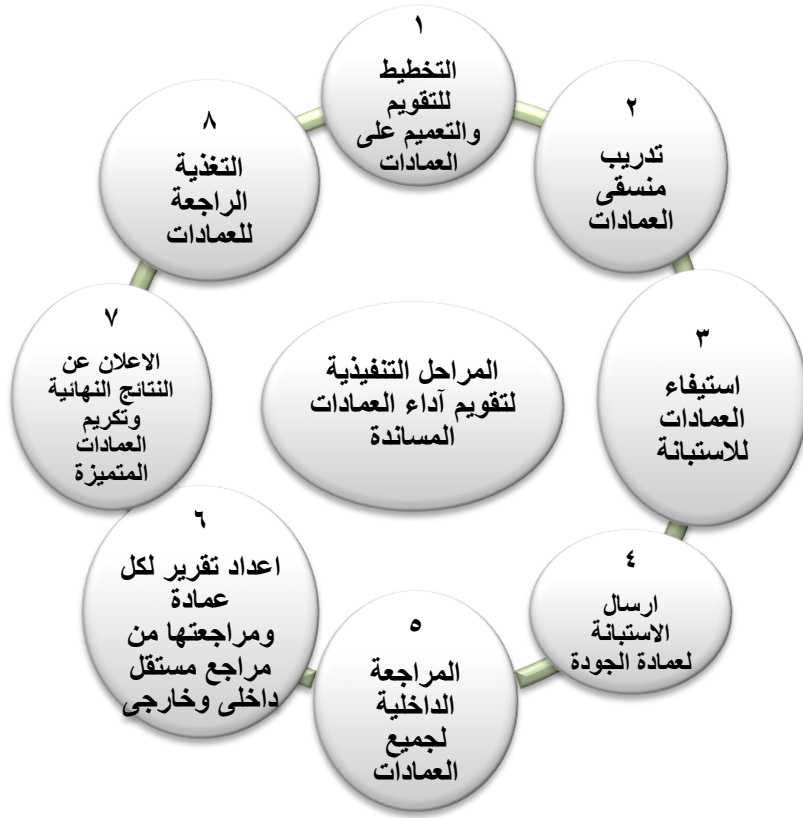 ١
التخطيط
للتقويم
والتعميم على
العمادات
٢
تدريب
منسقى
العمادات
٣
استيفاء
العمادات
للاستبانة
٤
ارسال
الاستبانة
لعمادة الجودة
٥
المراجعة
الداخلية
لجميع
العمادات
٦
اعداد تقرير لكل
عمادة
ومراجعتها من
مراجع مستقل
داخلى وخارجى
٧
الاعلان عن
النتائج النهائية
وتكريم
العمادات
المتميزة
٨
التغذية
الراجعة
للعمادات
المراحل التنفيذية
لتقويم آداء العمادات
المساندة